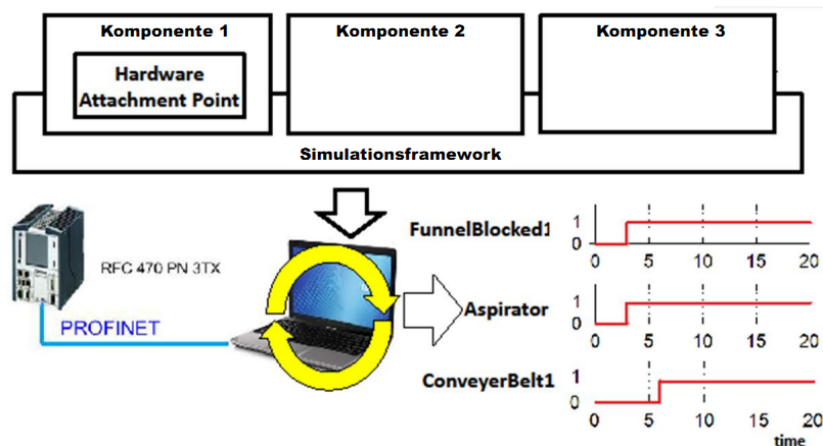 Komponente 1
Komponente 2
Komponente 3
Hardware
Attachment Point
Simulationsframework
RFC 470 PN 3TX
PROFINET
FunnelBlocked1
1
0
0 5 10 15 20
Aspirator
1
0
0 5 10 15 20
ConveyerBelt1
1
0
0 5 10 15 20
time